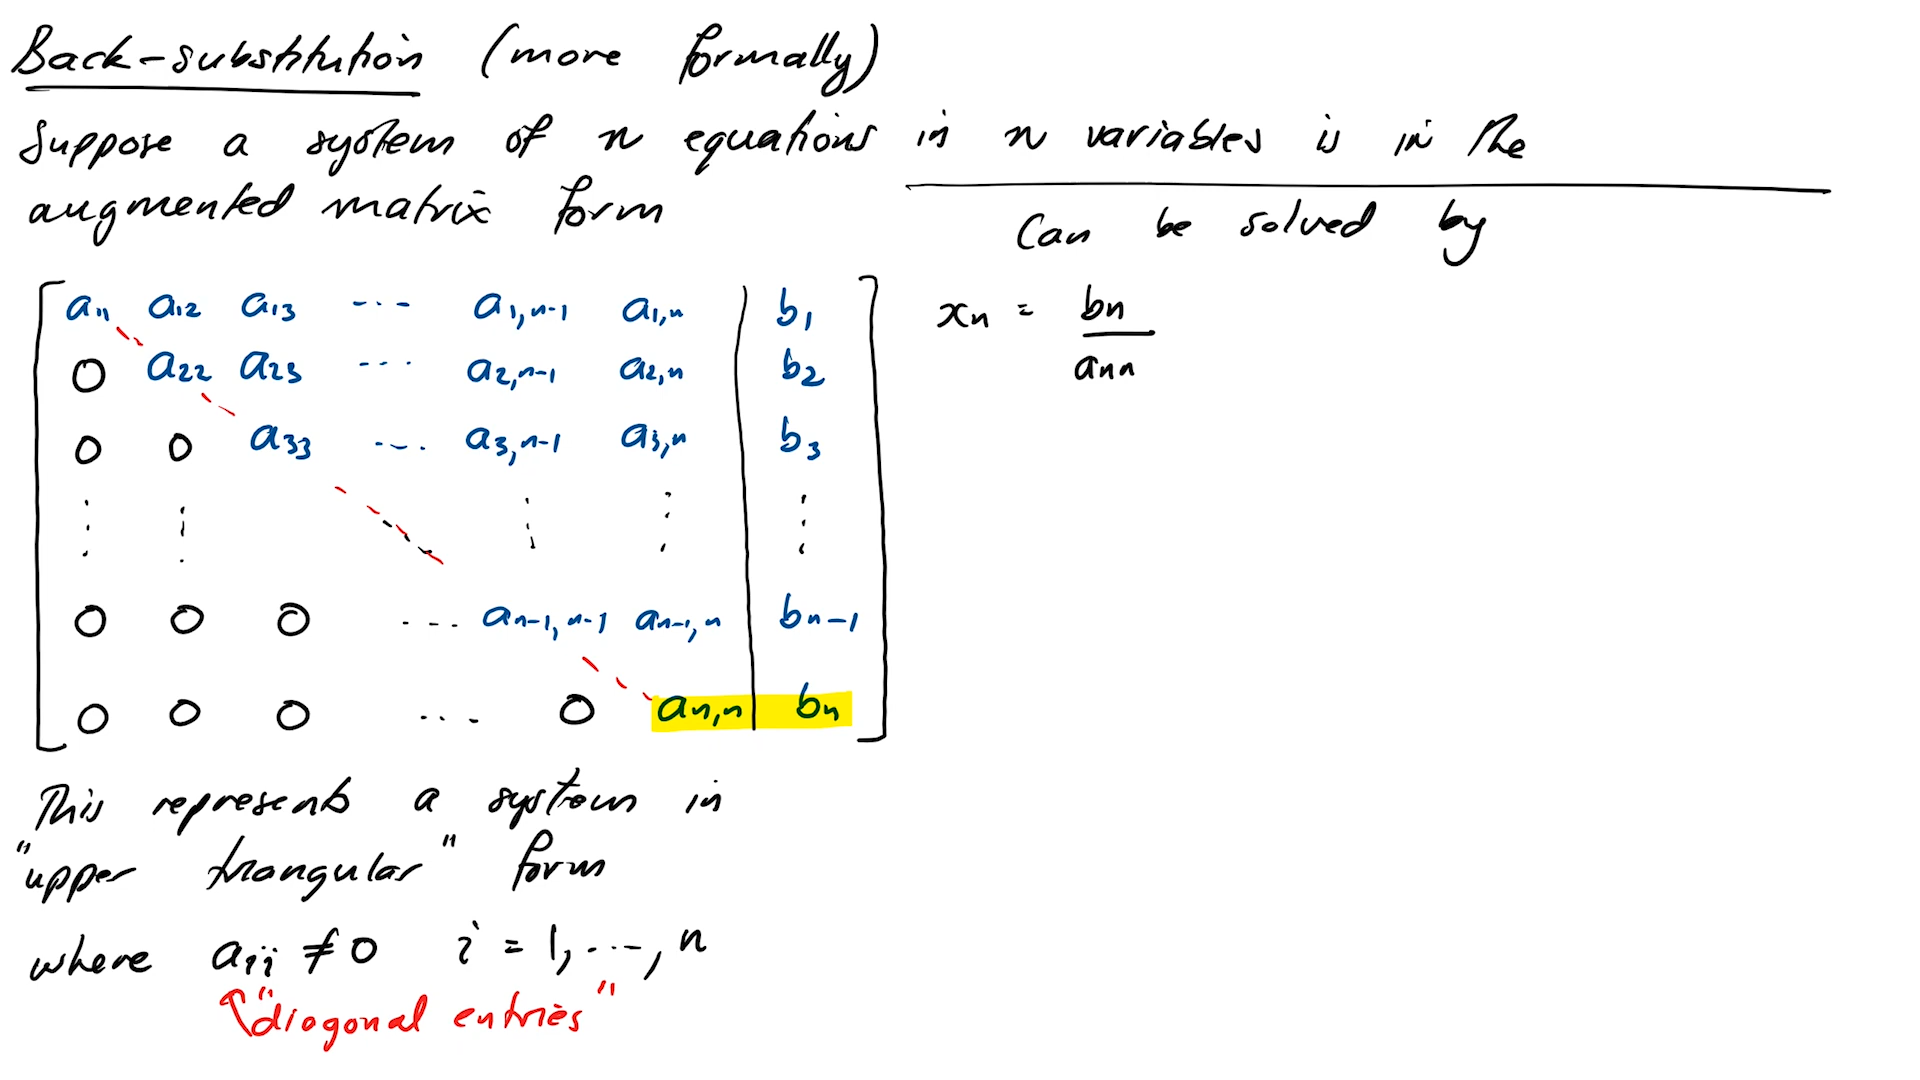 Back-substitution (more formally)
Suppose a system of n equations in n variables is in the
augmented matrix form
Can be solved by
a11 a12 a13 ... a1,n-1 a1,n b1
0 a22 a23 ... a2,n-1 a2,n b2
0 0 a33 ... a3,n-1 a3,n b3
⋮ ⋮ ⋱ ⋮ ⋮ ⋮
0 0 0 ... an-1,n-1 an-1,n bn-1
0 0 0 ... 0 an,n bn
xn = bn
ann
This represents a system in
"upper triangular" form
where aii ≠ 0 i = 1, ..., n
"diagonal entries"